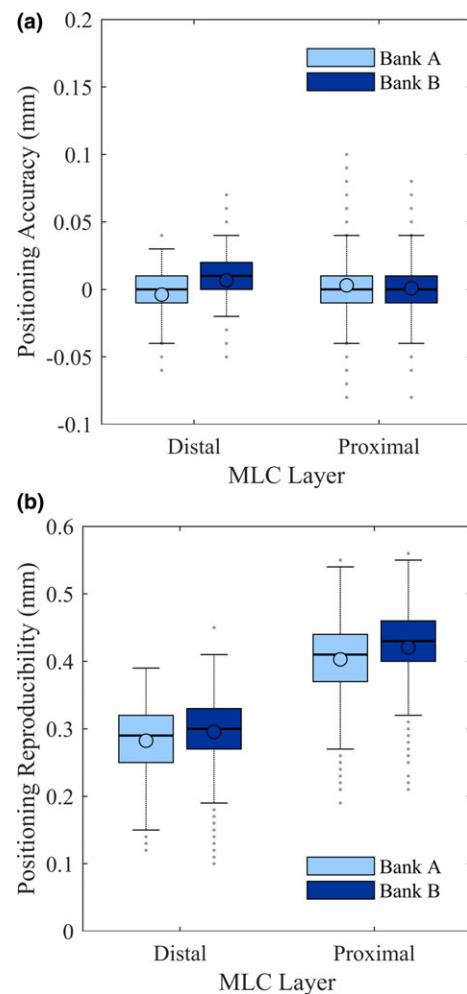 (a)
0.2
Bank A
Bank B
0.15
0.1
0.05
0
-0.05
-0.1
Positioning Accuracy (mm)
Distal
Proximal
MLC Layer
(b)
0.6
0.5
0.4
0.3
0.2
0.1
0
Positioning Reproducibility (mm)
Bank A
Bank B
Distal
Proximal
MLC Layer